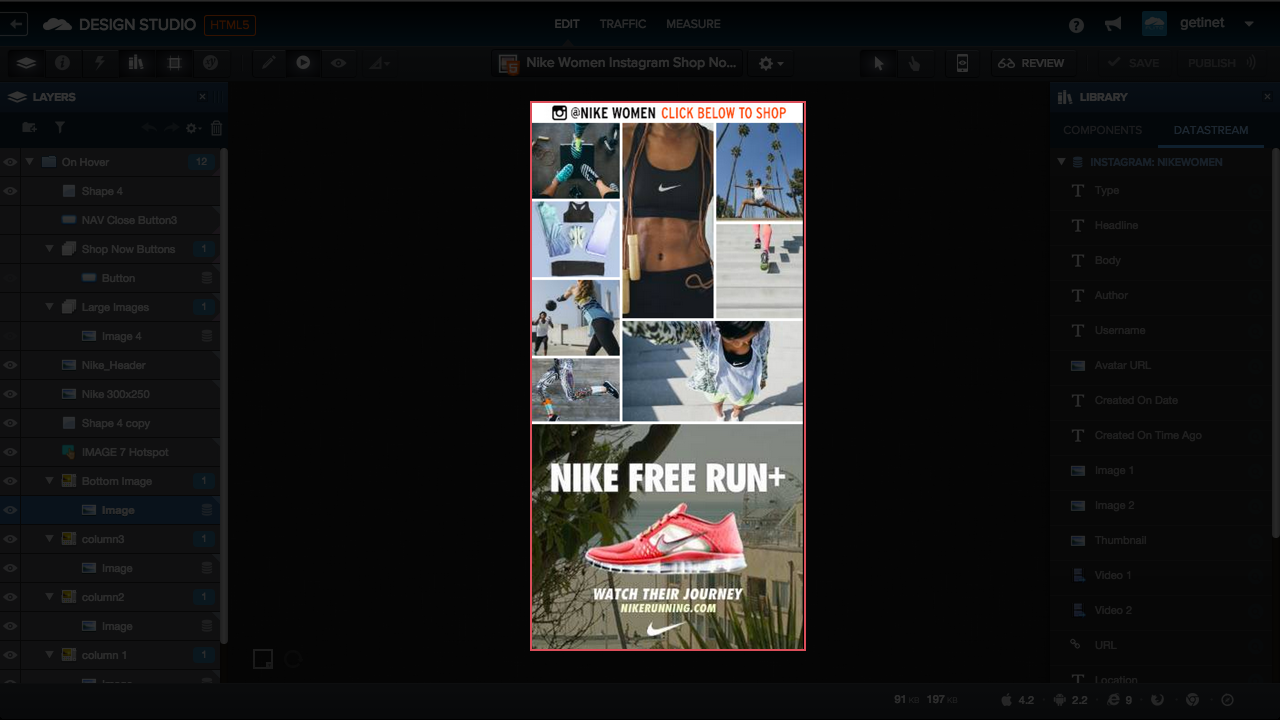 DESIGN STUDIO HTML5 EDIT TRAFFIC MEASURE ? getinet
Nike Women Instagram Shop No... REVIEW SAVE PUBLISH
LAYERS
On Hover 12
Shape 4
NAV Close Button3
Shop Now Buttons 1
Button
Large Images 1
Image 4
Nike_Header
Nike 300x250
Shape 4 copy
IMAGE 7 Hotspot
Bottom Image 1
Image
column3 1
Image
column2 1
Image
column 1 1
Image
@NIKE WOMEN CLICK BELOW TO SHOP
NIKE FREE RUN+
WATCH THEIR JOURNEY
NIKERUNNING.COM
LIBRARY
COMPONENTS DATASTREAM
INSTAGRAM: NIKEWOMEN
T Type
T Headline
T Body
T Author
T Username
Avatar URL
T Created On Date
T Created On Time Ago
Image 1
Image 2
Thumbnail
Video 1
Video 2
URL
T Location
91 KB 197 KB 4.2 2.2 9